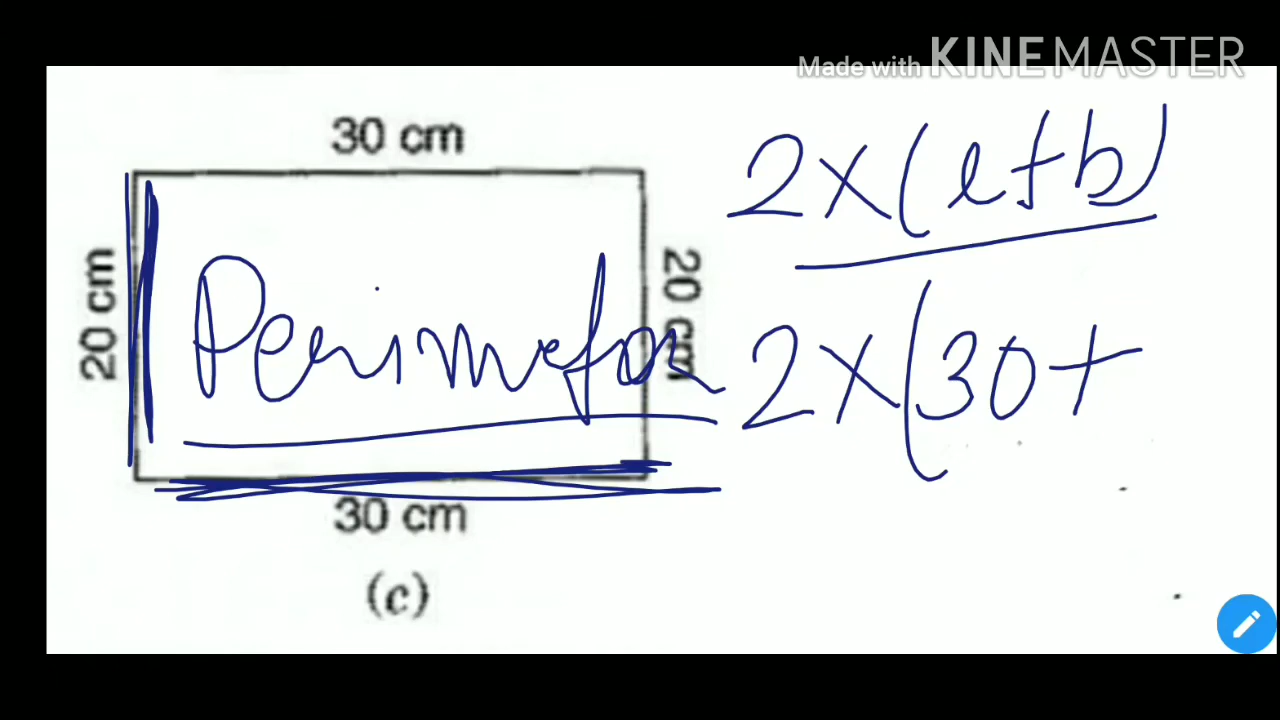 Made with KINEMASTER
30 cm
2×(l+b)
20 cm
Perimeter
20 cm
2×(30+
30 cm
(c)